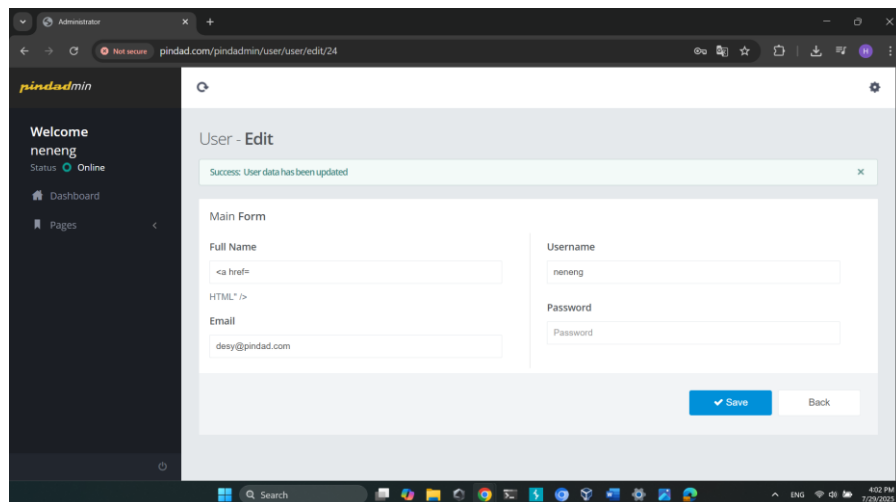 Administrator
Not secure pindad.com/pindadmin/user/user/edit/24
H
pindadmin
Welcome
neneng
Status Online
Dashboard
Pages
User - Edit
Success: User data has been updated
Main Form
Full Name
<a href=
HTML" />
Email
desy@pindad.com
Username
neneng
Password
Password
Save
Back
Search
ENG
4:02 PM